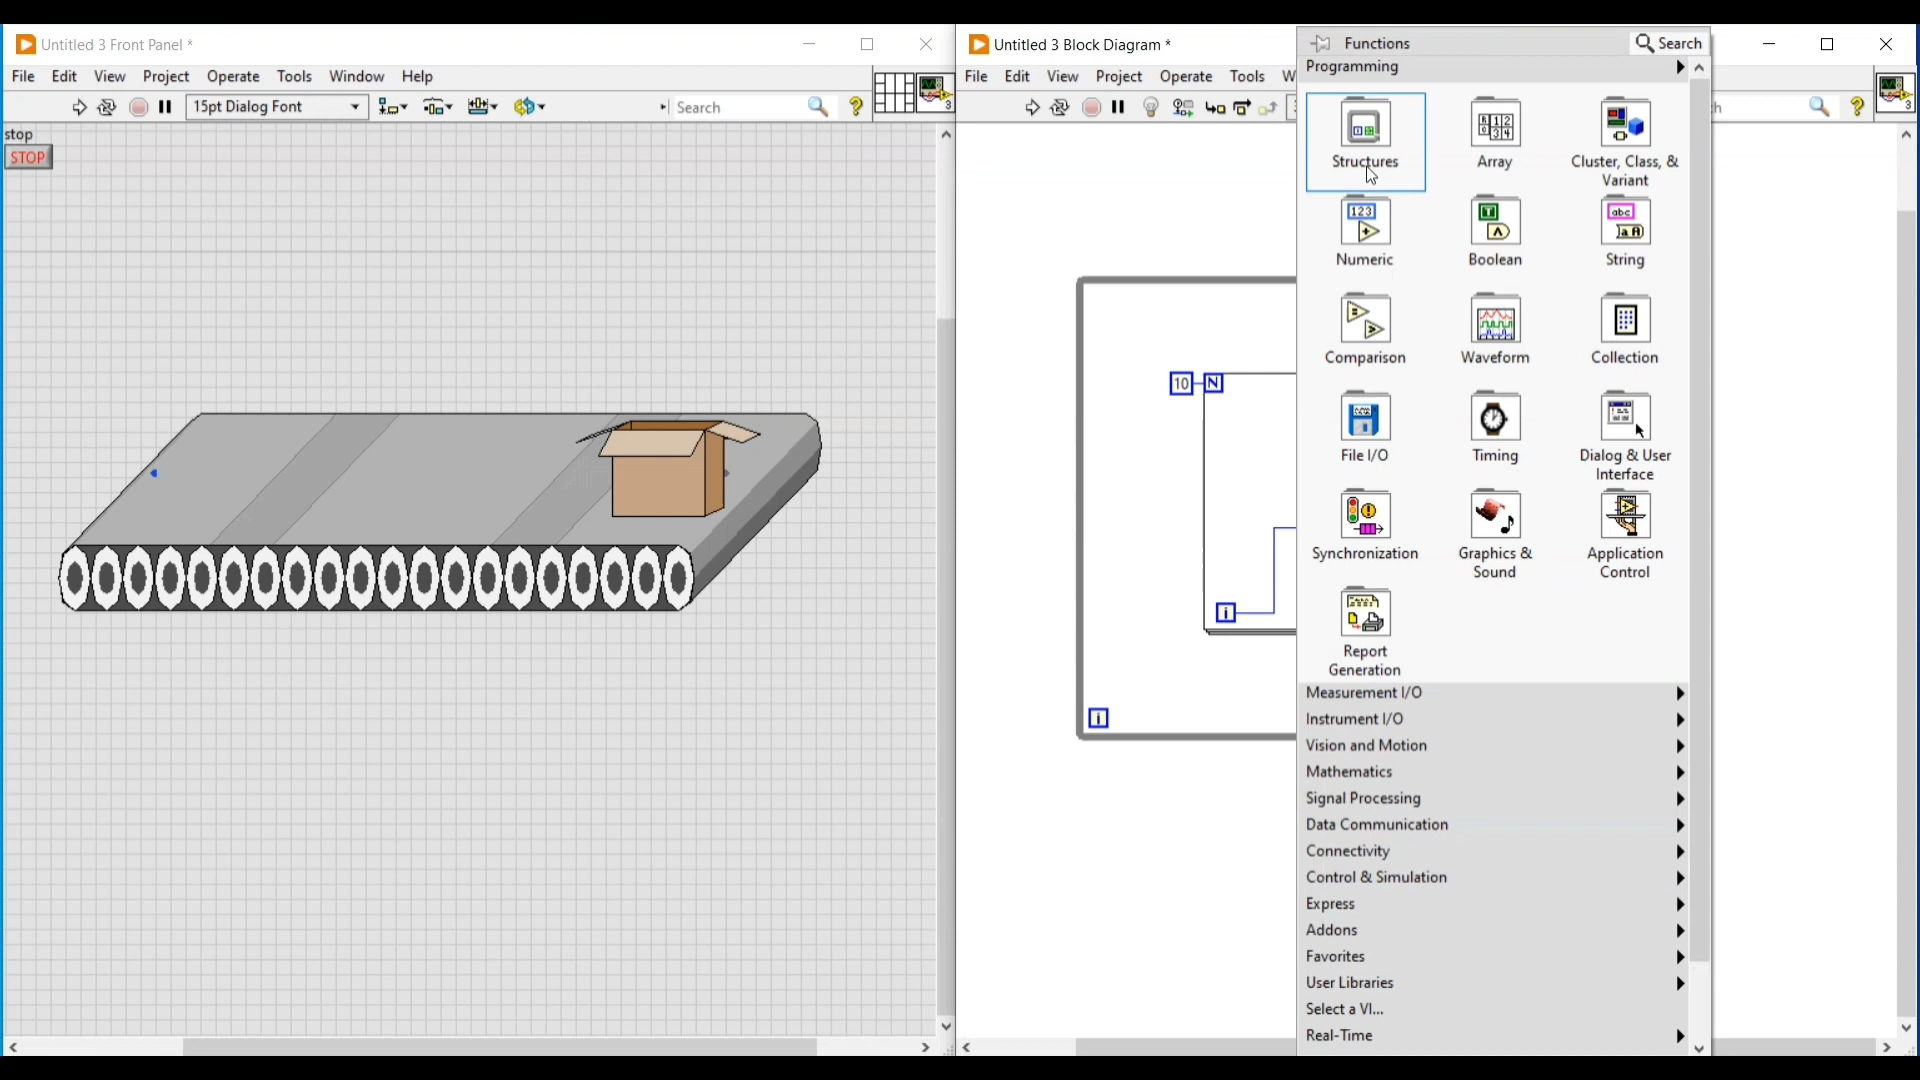 Untitled 3 Front Panel *
File Edit View Project Operate Tools Window Help
15pt Dialog Font
Search
stop
STOP
Untitled 3 Block Diagram *
File Edit View Project Operate Tools W
10
N
i
i
Functions
Search
Programming
Structures
Array
Cluster, Class, &
Variant
Numeric
Boolean
String
Comparison
Waveform
Collection
File I/O
Timing
Dialog & User
Interface
Synchronization
Graphics &
Sound
Application
Control
Report
Generation
Measurement I/O
Instrument I/O
Vision and Motion
Mathematics
Signal Processing
Data Communication
Connectivity
Control & Simulation
Express
Addons
Favorites
User Libraries
Select a VI...
Real-Time